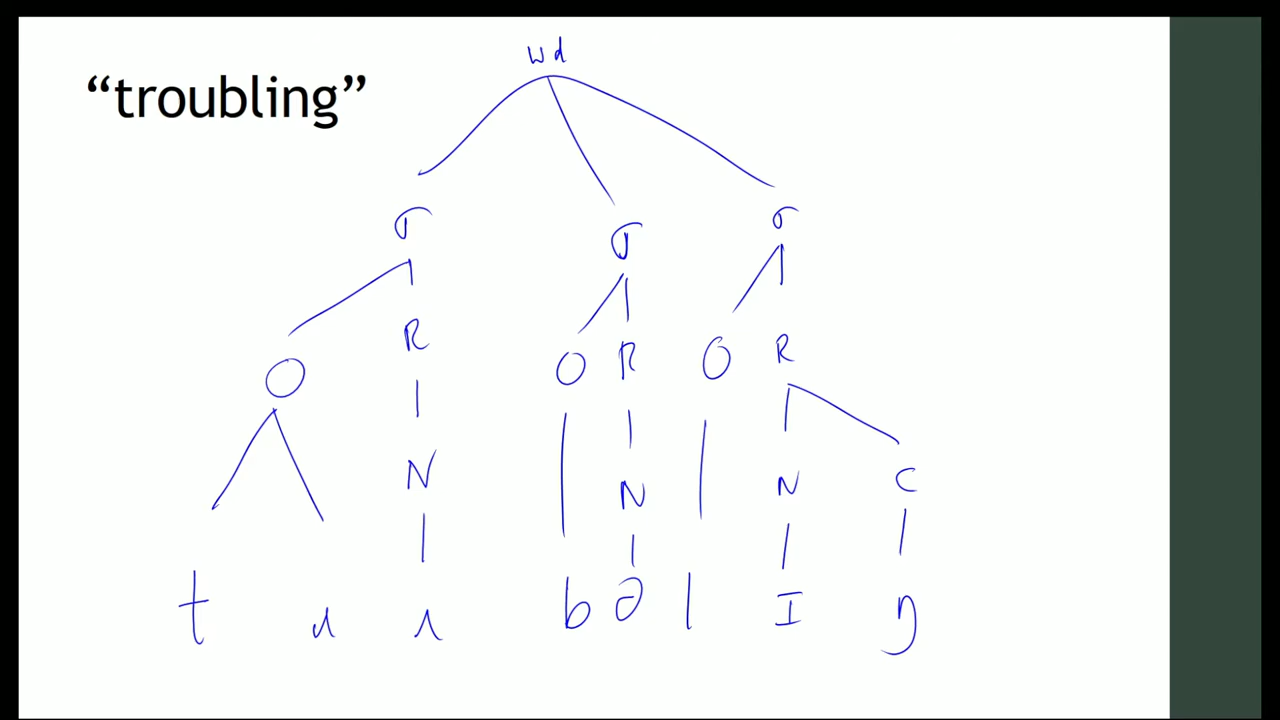 wd
“troubling”
σ σ σ
R
O O R O R
N N N C
t ɹ ʌ b ə l ɪ ŋ